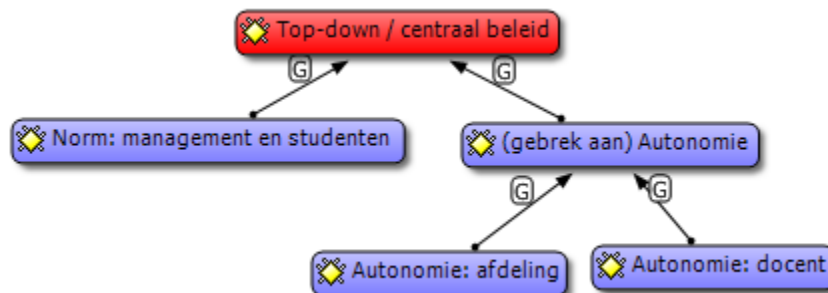 Top-down / centraal beleid
G
G
Norm: management en studenten
(gebrek aan) Autonomie
G
G
Autonomie: afdeling
Autonomie: docent